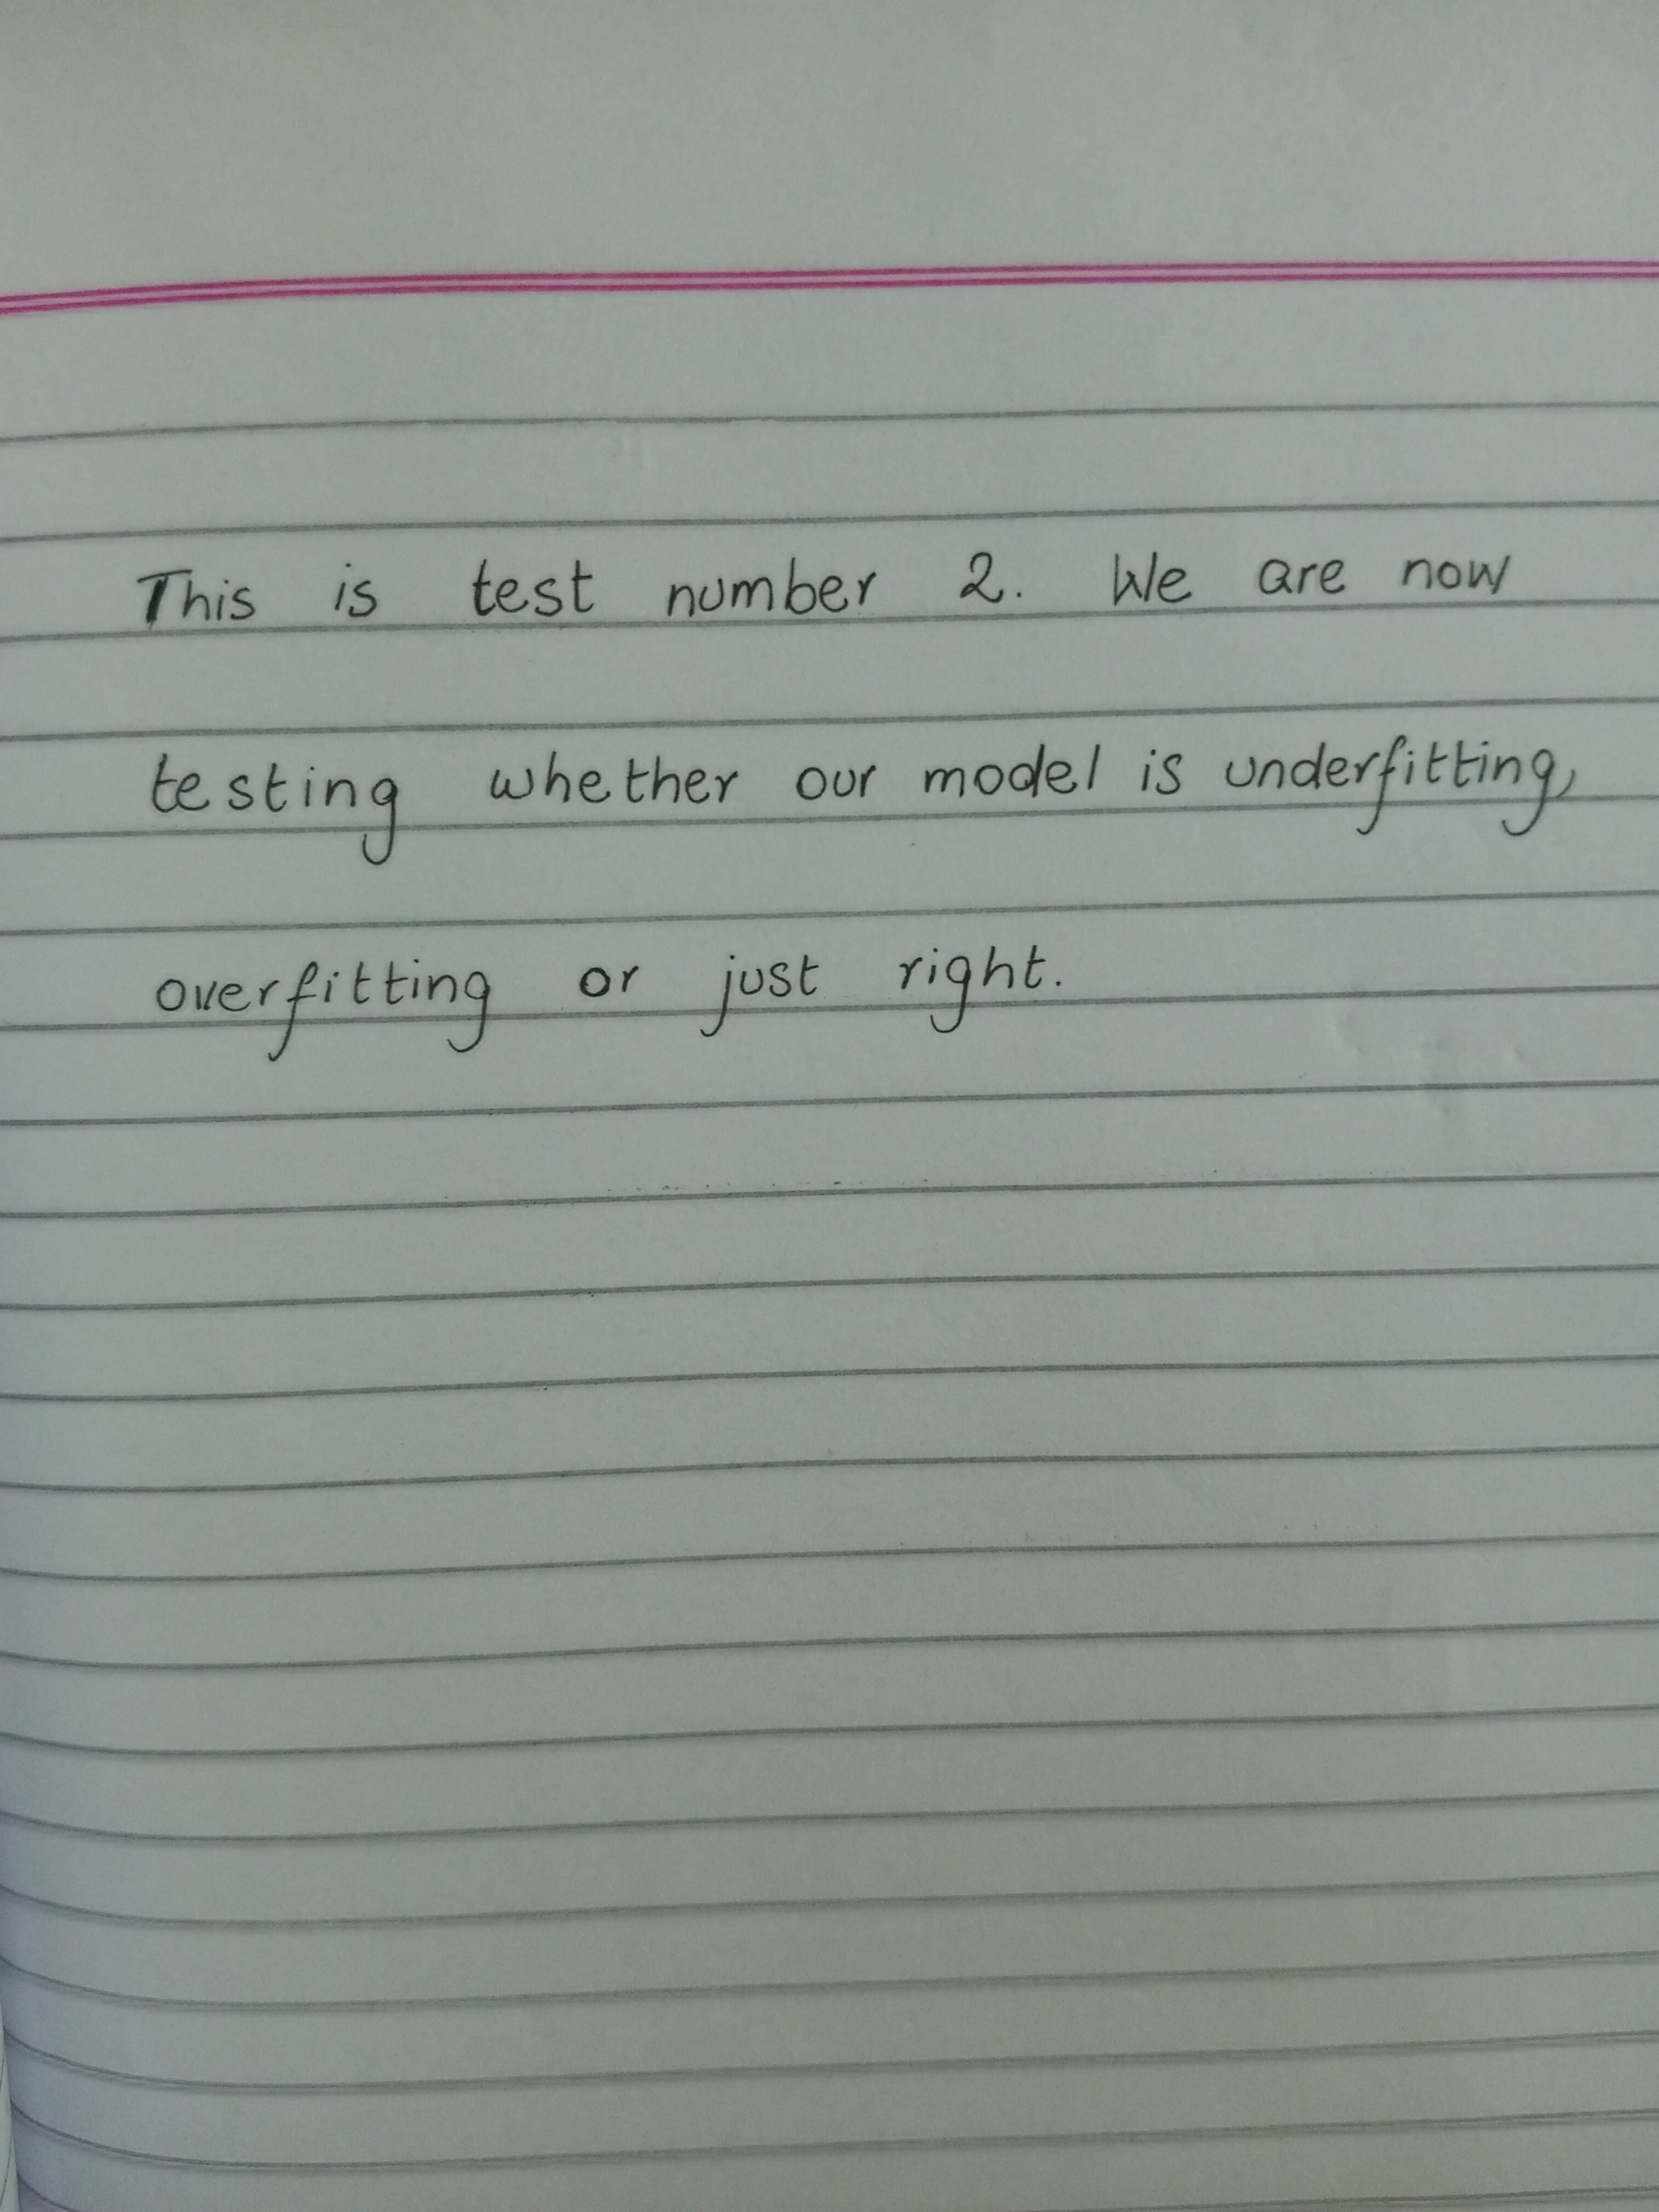 This is test number 2. We are now
testing whether our model is underfitting,
overfitting or just right.